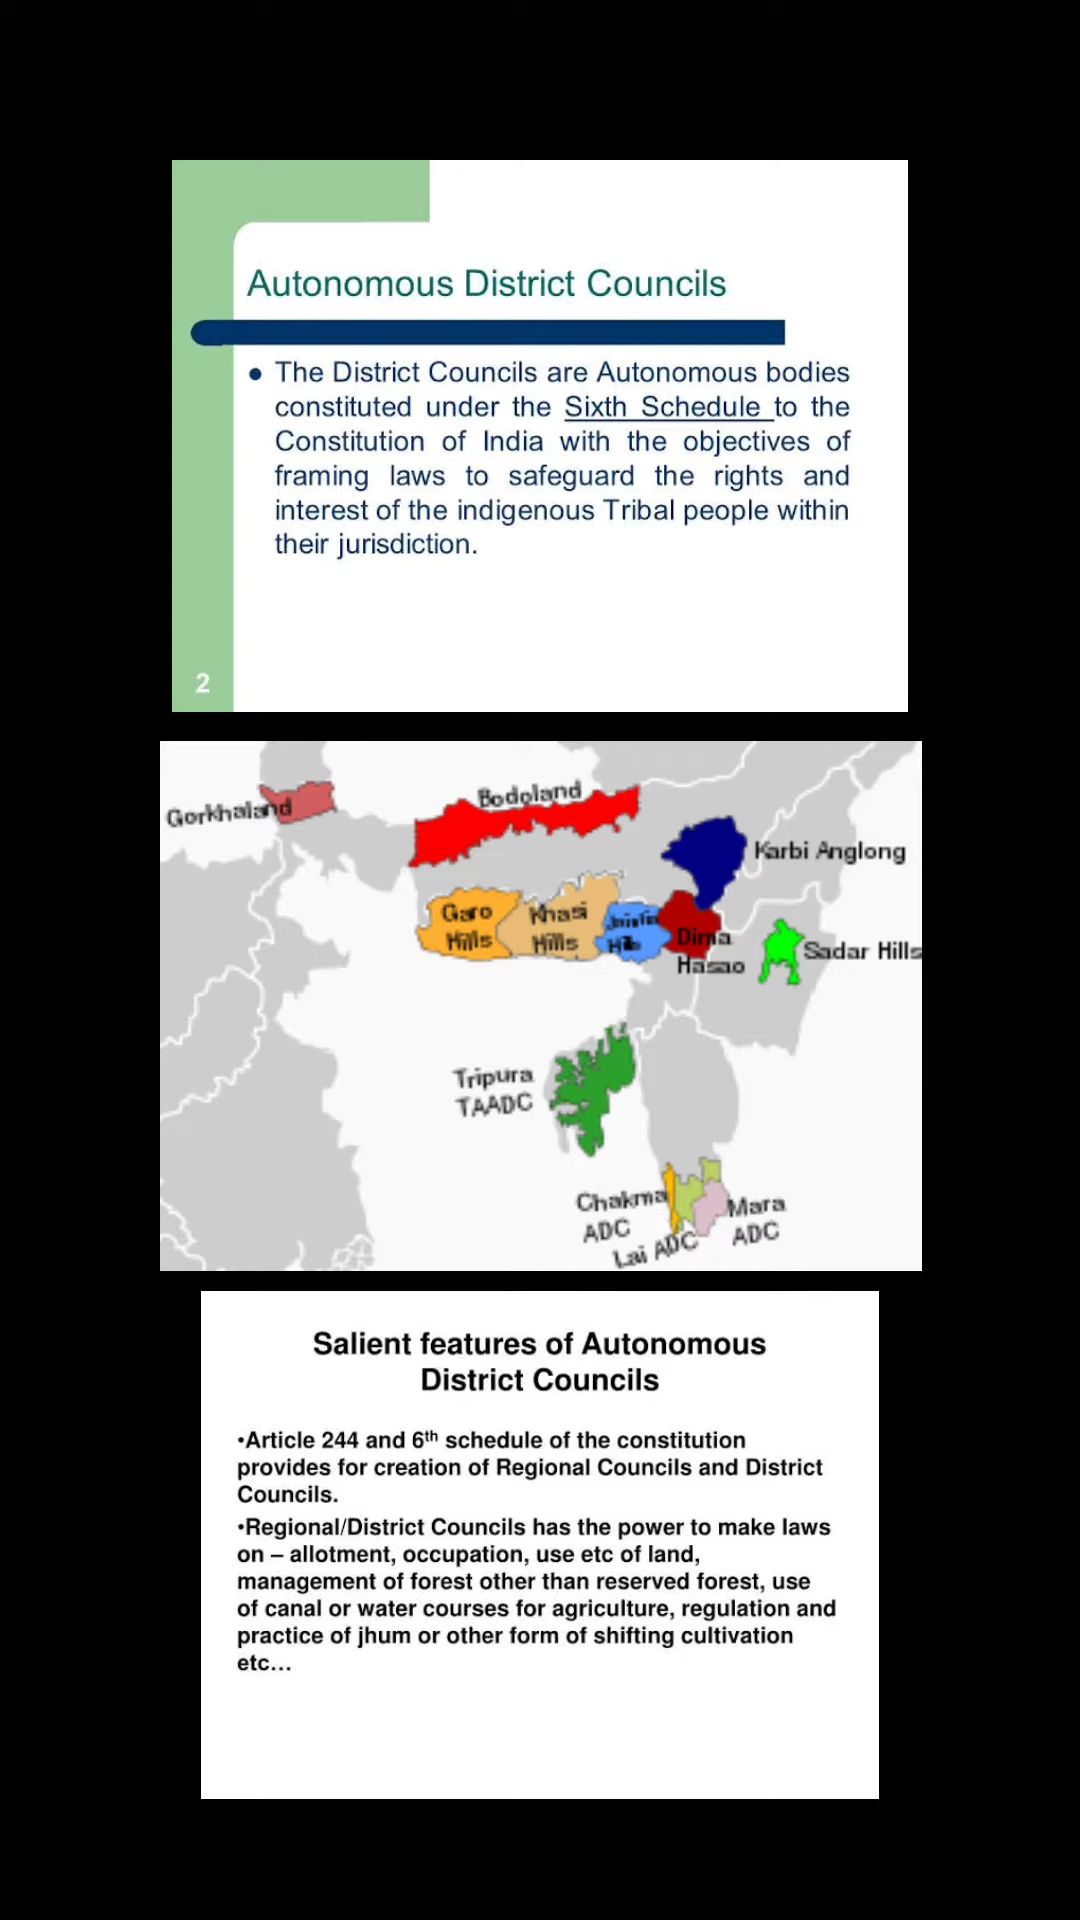 Autonomous District Councils
● The District Councils are Autonomous bodies
constituted under the Sixth Schedule to the
Constitution of India with the objectives of
framing laws to safeguard the rights and
interest of the indigenous Tribal people within
their jurisdiction.
2
Gorkhaland
Bodoland
Karbi Anglong
Garo
Hills
Khasi
Hills
Jaintia
Hills
Dima
Hasao
Sadar Hills
Tripura
TAADC
Chakma
ADC
Lai ADC
Mara
ADC
Salient features of Autonomous
District Councils
•Article 244 and 6th schedule of the constitution
provides for creation of Regional Councils and District
Councils.
•Regional/District Councils has the power to make laws
on – allotment, occupation, use etc of land,
management of forest other than reserved forest, use
of canal or water courses for agriculture, regulation and
practice of jhum or other form of shifting cultivation
etc…